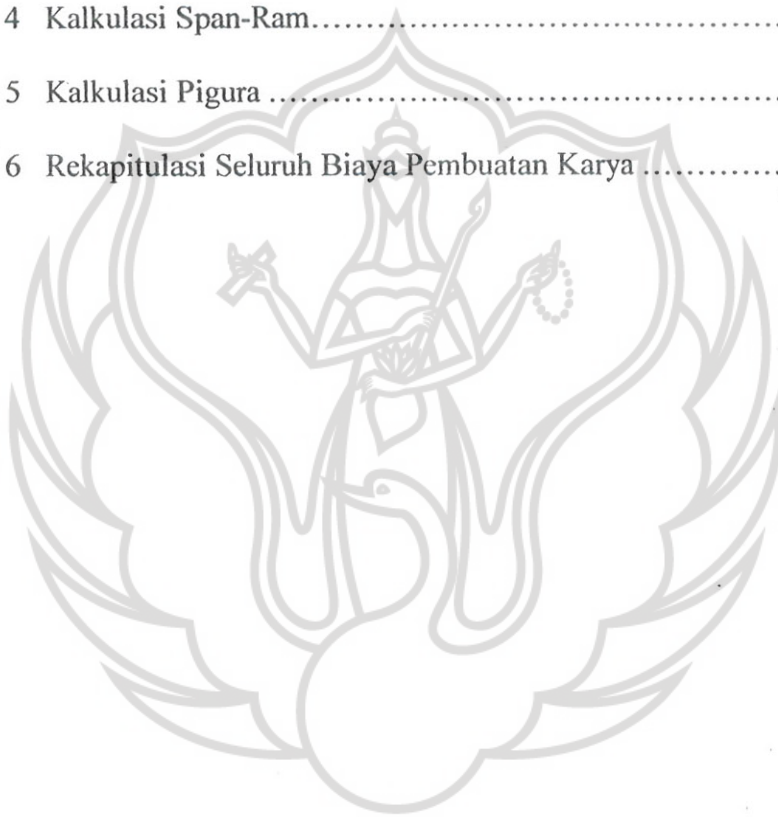 4 Kalkulasi Span-Ram..............................................
5 Kalkulasi Pigura ..................................................
6 Rekapitulasi Seluruh Biaya Pembuatan Karya .............